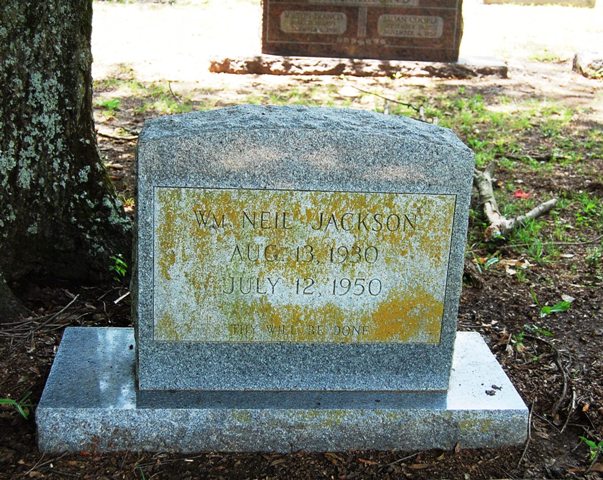 Wm NEIL JACKSON
AUG. 13, 1930
JULY 12, 1950
THY WILL BE DONE